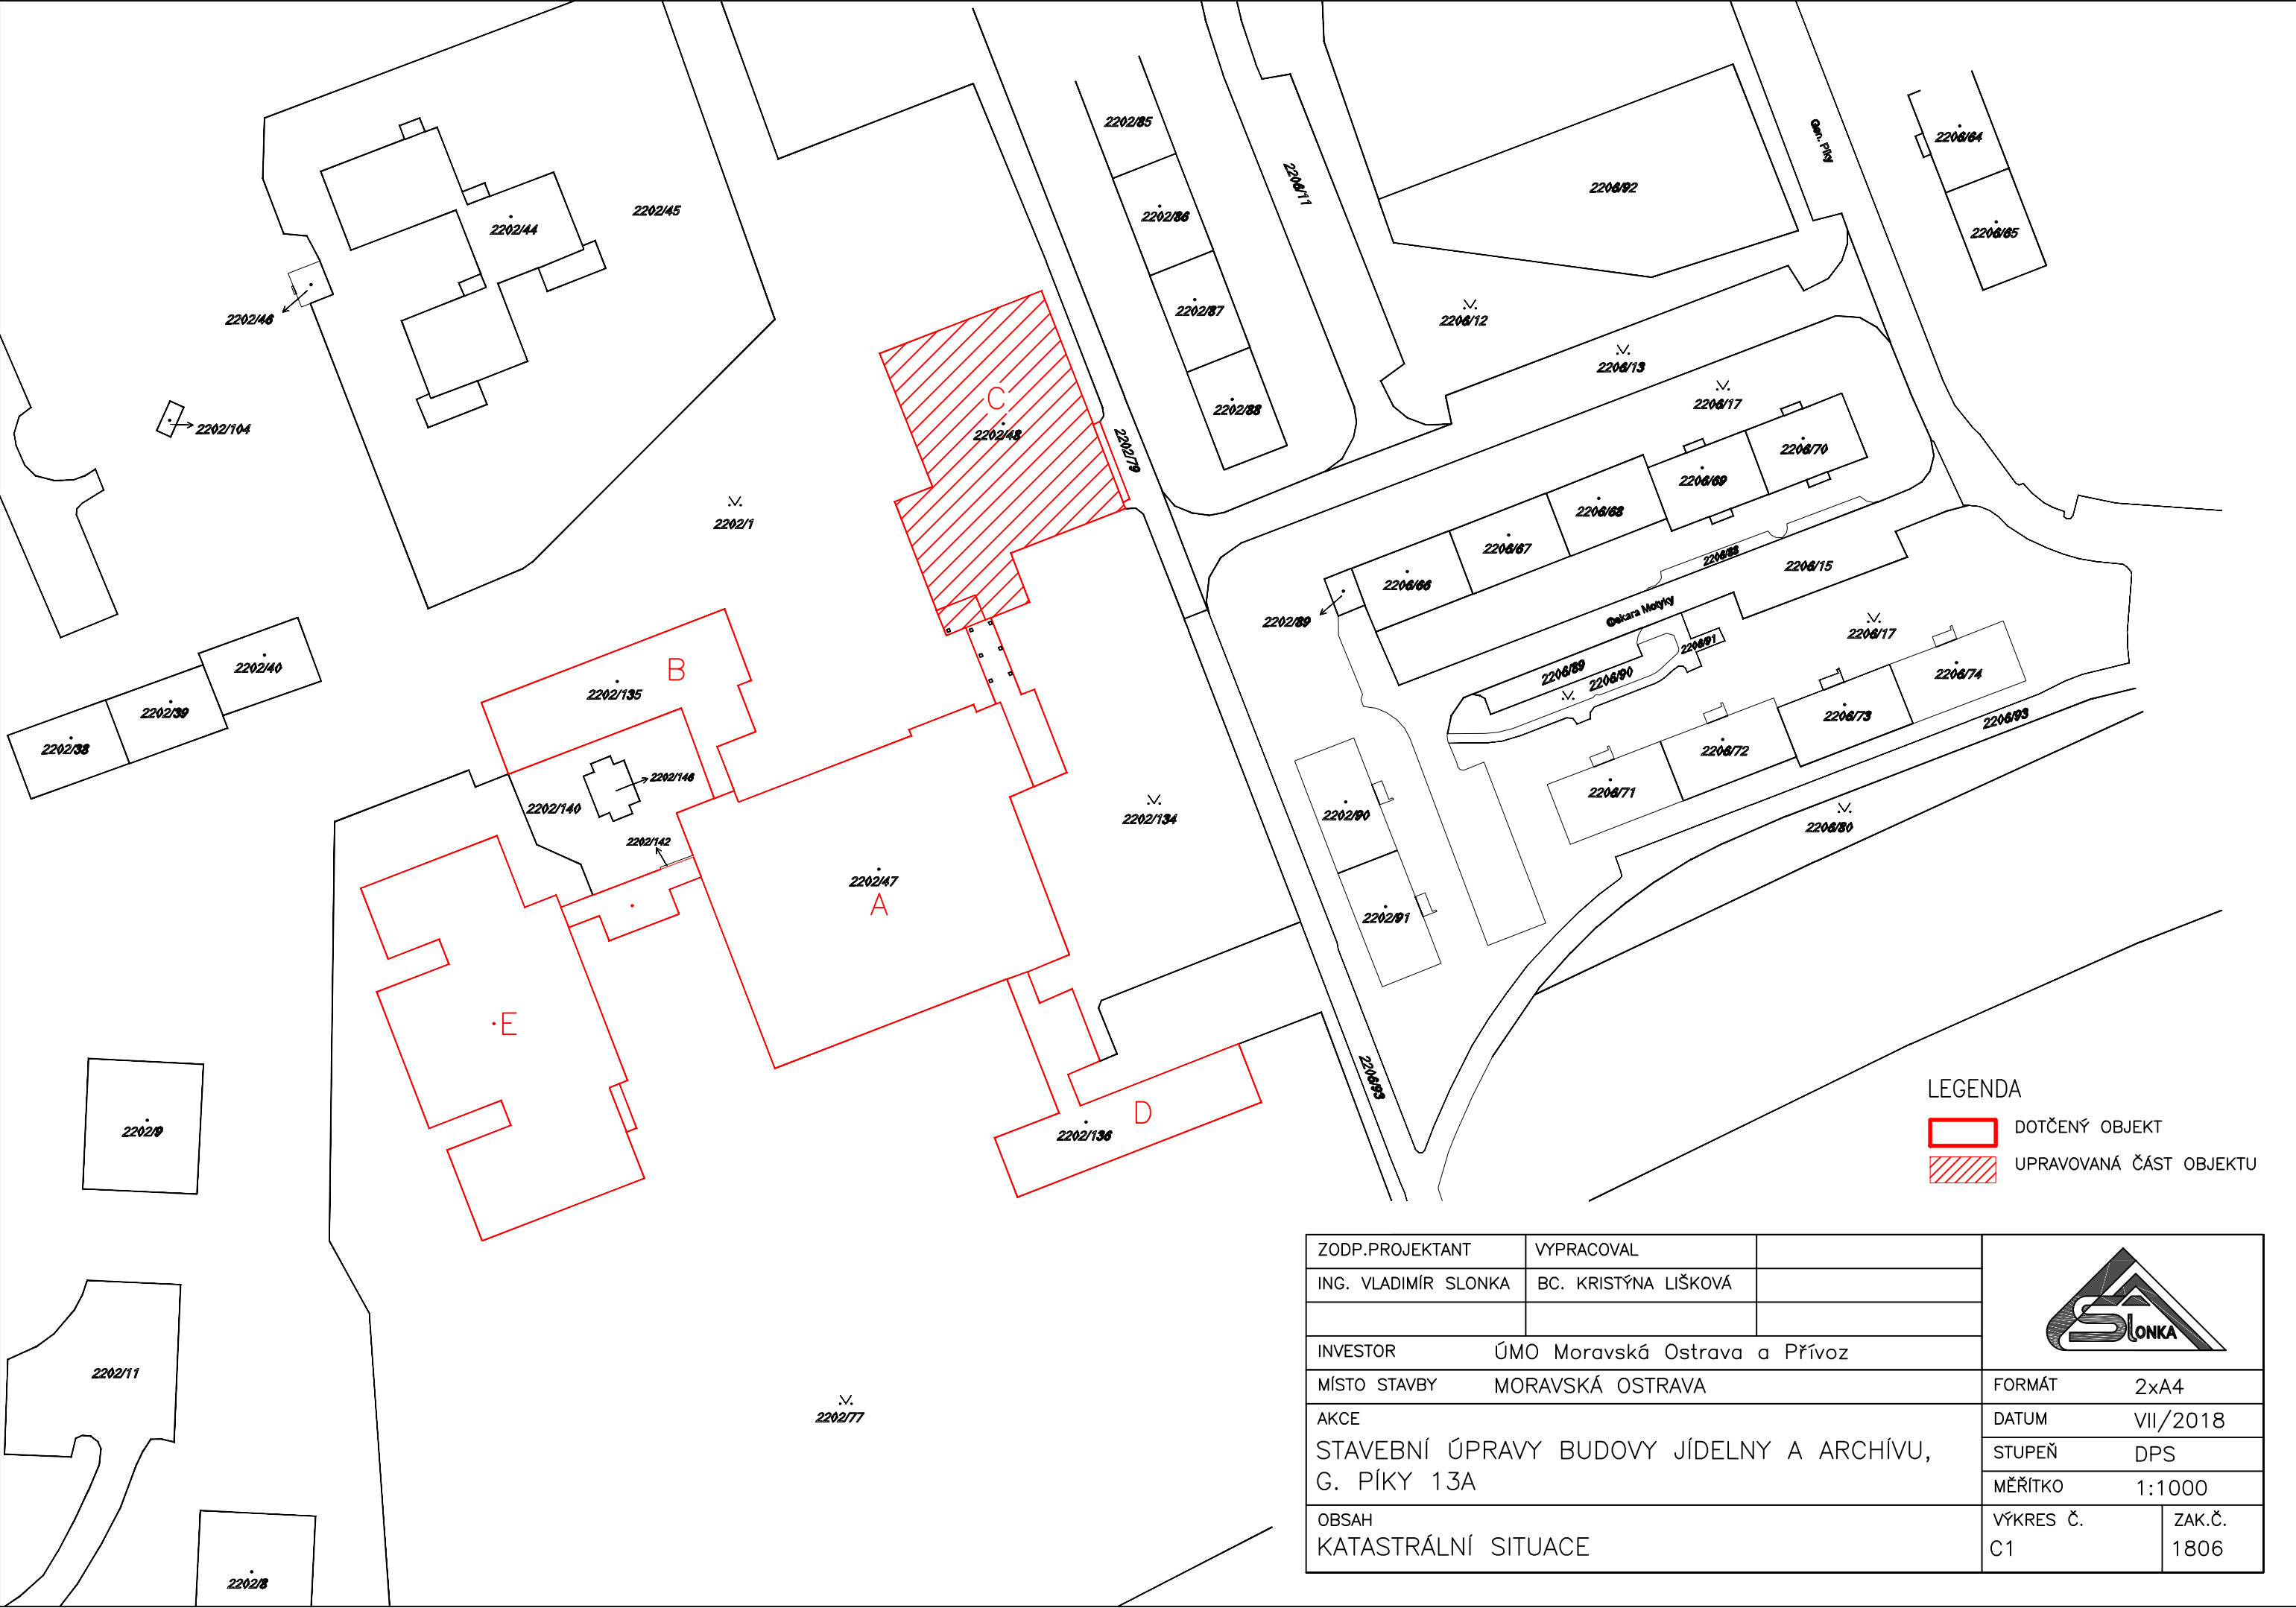 2202/85
Gen. Píky
2206/64
2206/11
2206/92
2202/45
2202/86
2202/44
2206/65
2202/46
2202/87
2206/12
2206/13
C
2206/17
2202/88
2202/104
2202/48
2202/79
2206/70
2206/69
2206/68
2202/1
2206/67
2206/88
2206/15
2206/66
Oskara Motyky
2202/89
2206/17
2206/91
2202/40
B
2206/89
2206/90
2206/74
2202/135
2202/39
2206/73
2206/93
2202/38
2206/72
2202/146
2206/71
2202/140
2202/134
2202/90
2206/80
2202/142
2202/47
A
2202/91
E
2206/93
D
2202/9
2202/136
LEGENDA
DOTČENÝ OBJEKT
UPRAVOVANÁ ČÁST OBJEKTU
2202/11
2202/77
2202/8
ZODP.PROJEKTANT VYPRACOVAL
ING. VLADIMÍR SLONKA BC. KRISTÝNA LIŠKOVÁ
SLONKA
INVESTOR ÚMO Moravská Ostrava a Přívoz
MÍSTO STAVBY MORAVSKÁ OSTRAVA
FORMÁT 2xA4
AKCE
DATUM VII/2018
STAVEBNÍ ÚPRAVY BUDOVY JÍDELNY A ARCHÍVU,
G. PÍKY 13A
STUPEŇ DPS
MĚŘÍTKO 1:1000
OBSAH
KATASTRÁLNÍ SITUACE
VÝKRES Č. ZAK.Č.
C1 1806